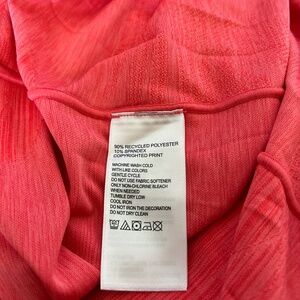 90% RECYCLED POLYESTER
10% SPANDEX
COPYRIGHTED PRINT
MACHINE WASH COLD
WITH LIKE COLORS
GENTLE CYCLE
DO NOT USE FABRIC SOFTENER
ONLY NON-CHLORINE BLEACH
WHEN NEEDED
TUMBLE DRY LOW
COOL IRON
DO NOT IRON THE DECORATION
DO NOT DRY CLEAN